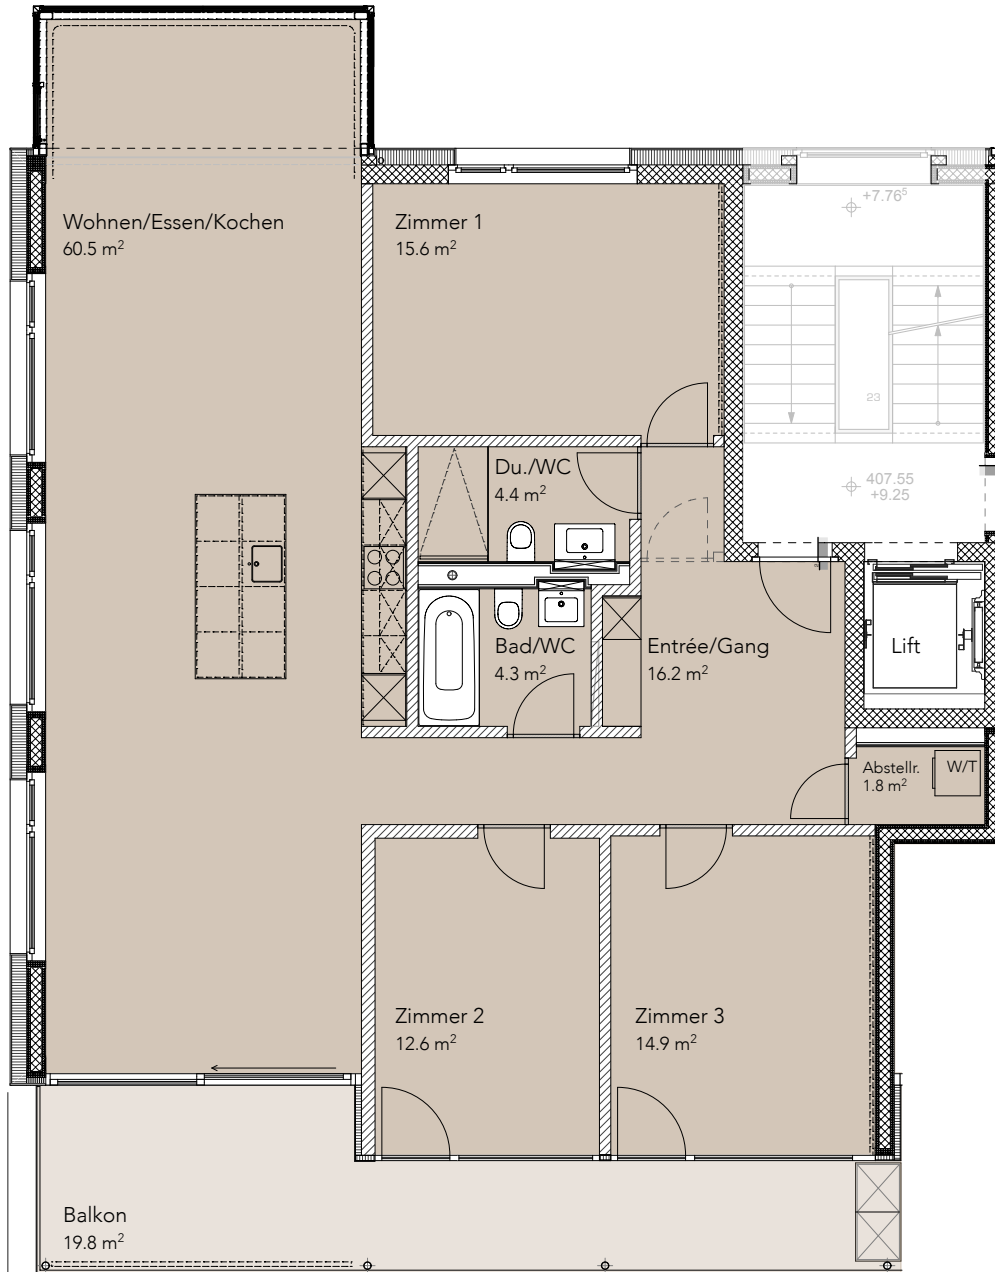 +7.76⁵
Wohnen/Essen/Kochen
60.5 m²
Zimmer 1
15.6 m²
23
Du./WC
4.4 m²
407.55
+9.25
Bad/WC
4.3 m²
Entrée/Gang
16.2 m²
Lift
Abstellr.
1.8 m²
W/T
Zimmer 2
12.6 m²
Zimmer 3
14.9 m²
Balkon
19.8 m²